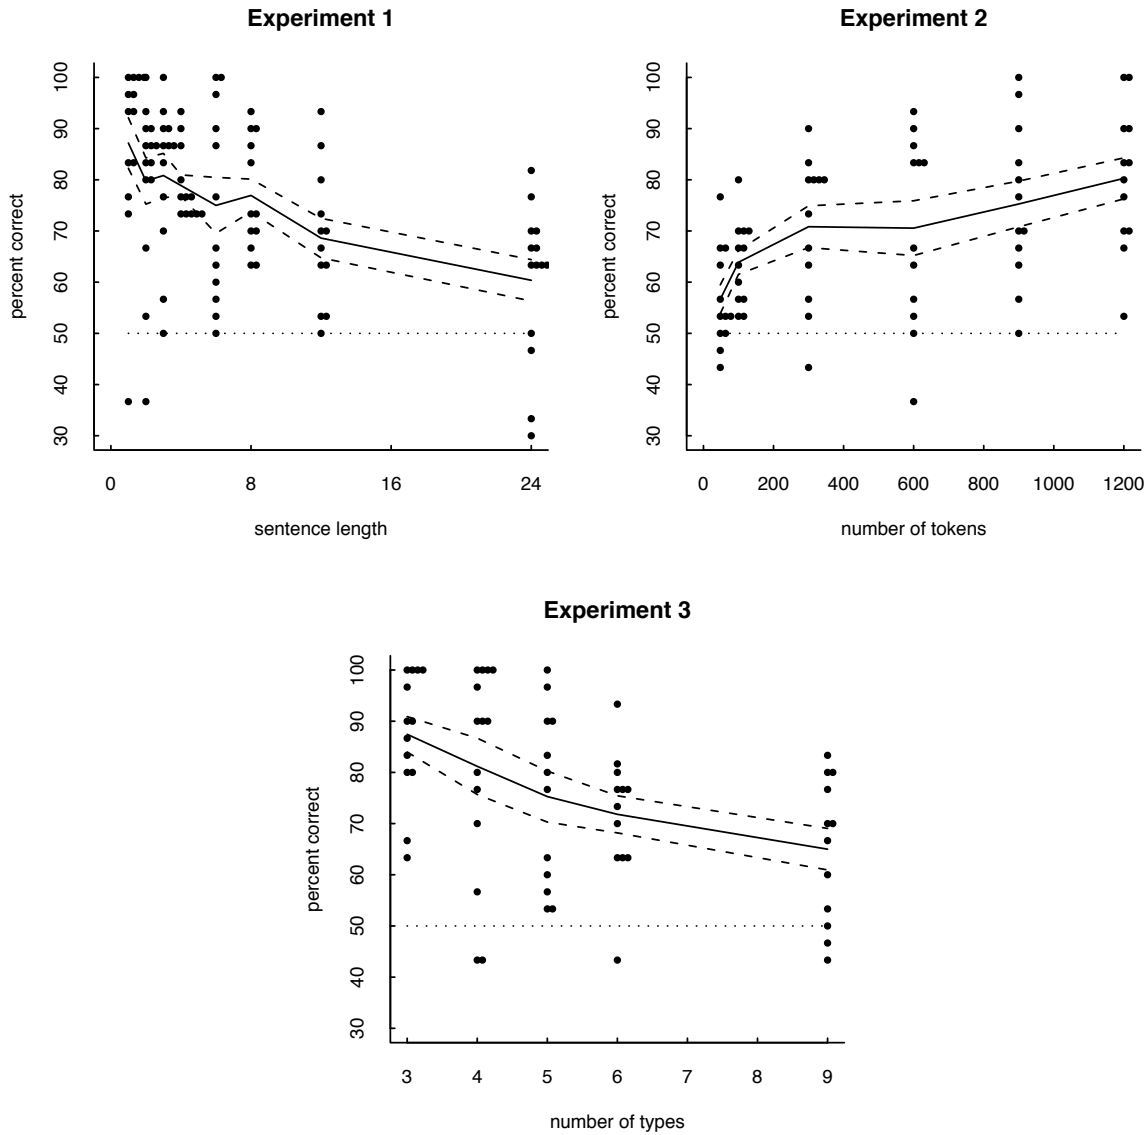 Experiment 1
percent correct
30 40 50 60 70 80 90 100
0 8 16 24
sentence length
Experiment 2
percent correct
30 40 50 60 70 80 90 100
0 200 400 600 800 1000 1200
number of tokens
Experiment 3
percent correct
30 40 50 60 70 80 90 100
3 4 5 6 7 8 9
number of types